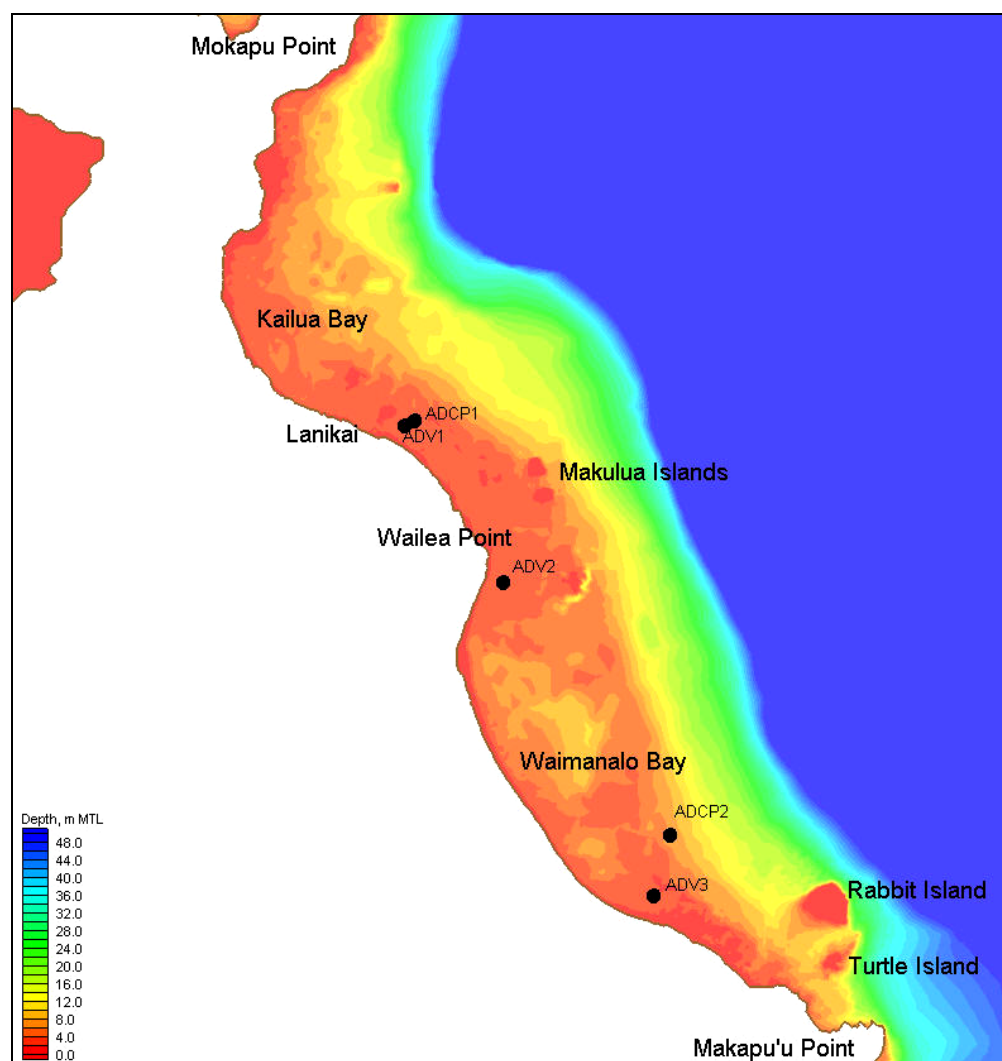 Mokapu Point
Kailua Bay
ADCP1
Lanikai
ADV1
Makulua Islands
Wailea Point
ADV2
Waimanalo Bay
Depth, m MTL
48.0
44.0
40.0
36.0
32.0
28.0
24.0
20.0
16.0
12.0
8.0
4.0
0.0
ADCP2
ADV3
Rabbit Island
Turtle Island
Makapu'u Point